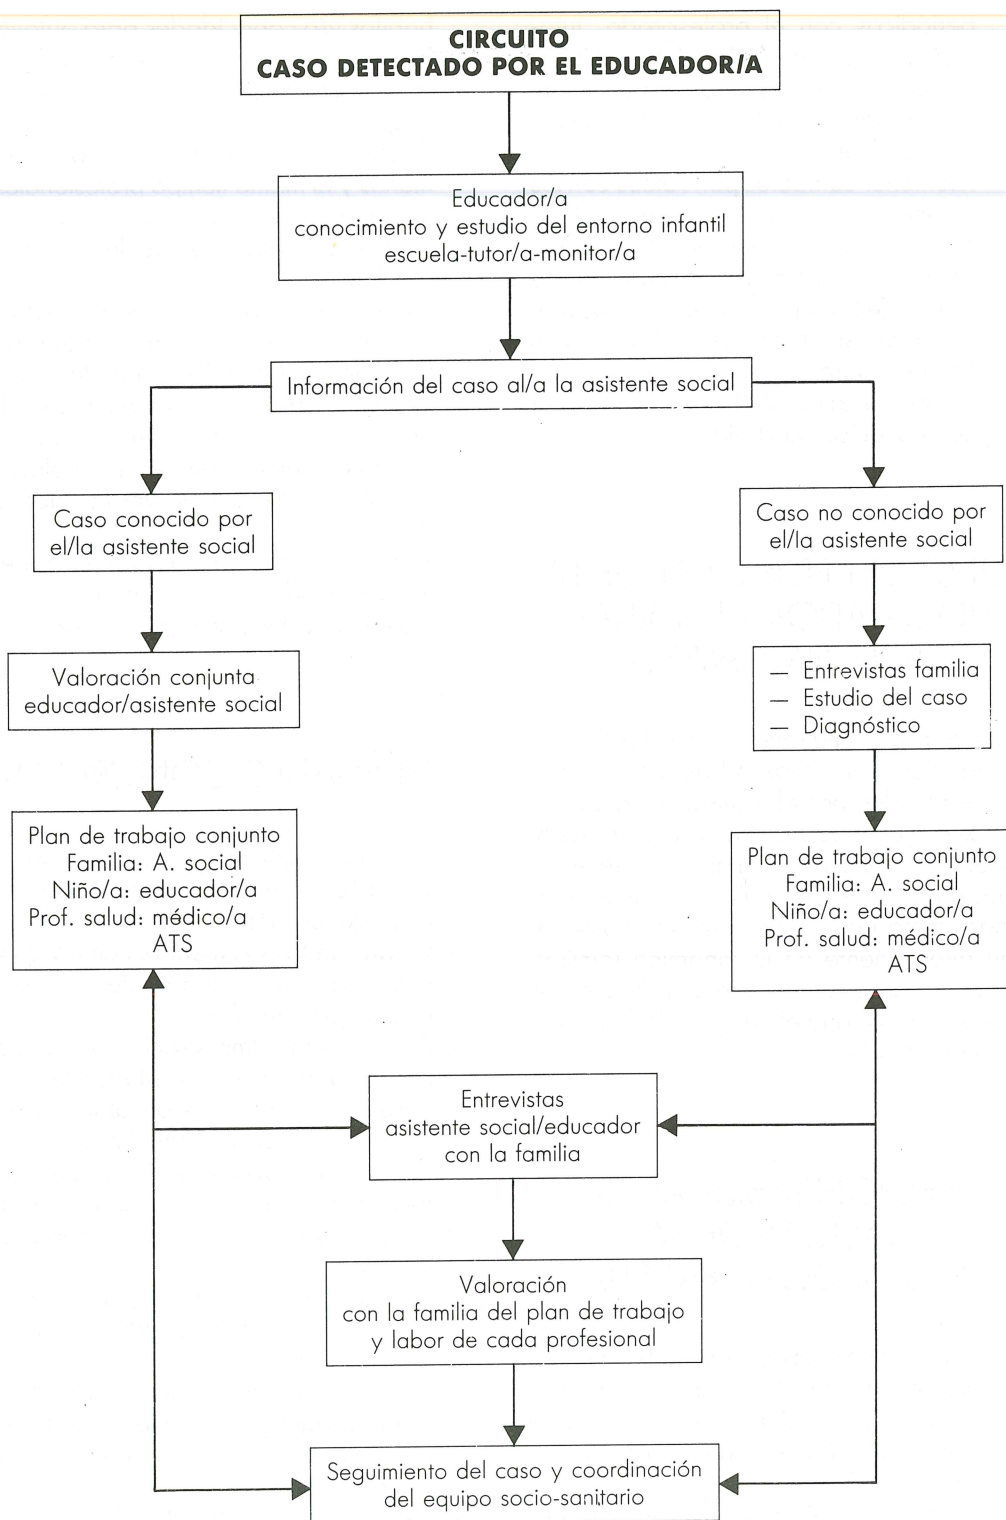 CIRCUITO
CASO DETECTADO POR EL EDUCADOR/A
Educador/a
conocimiento y estudio del entorno infantil
escuela-tutor/a-monitor/a
Información del caso al/a la asistente social
Caso conocido por
el/la asistente social
Caso no conocido por
el/la asistente social
Valoración conjunta
educador/asistente social
— Entrevistas familia
— Estudio del caso
— Diagnóstico
Plan de trabajo conjunto
Familia: A. social
Niño/a: educador/a
Prof. salud: médico/a
ATS
Plan de trabajo conjunto
Familia: A. social
Niño/a: educador/a
Prof. salud: médico/a
ATS
Entrevistas
asistente social/educador
con la familia
Valoración
con la familia del plan de trabajo
y labor de cada profesional
Seguimiento del caso y coordinación
del equipo socio-sanitario